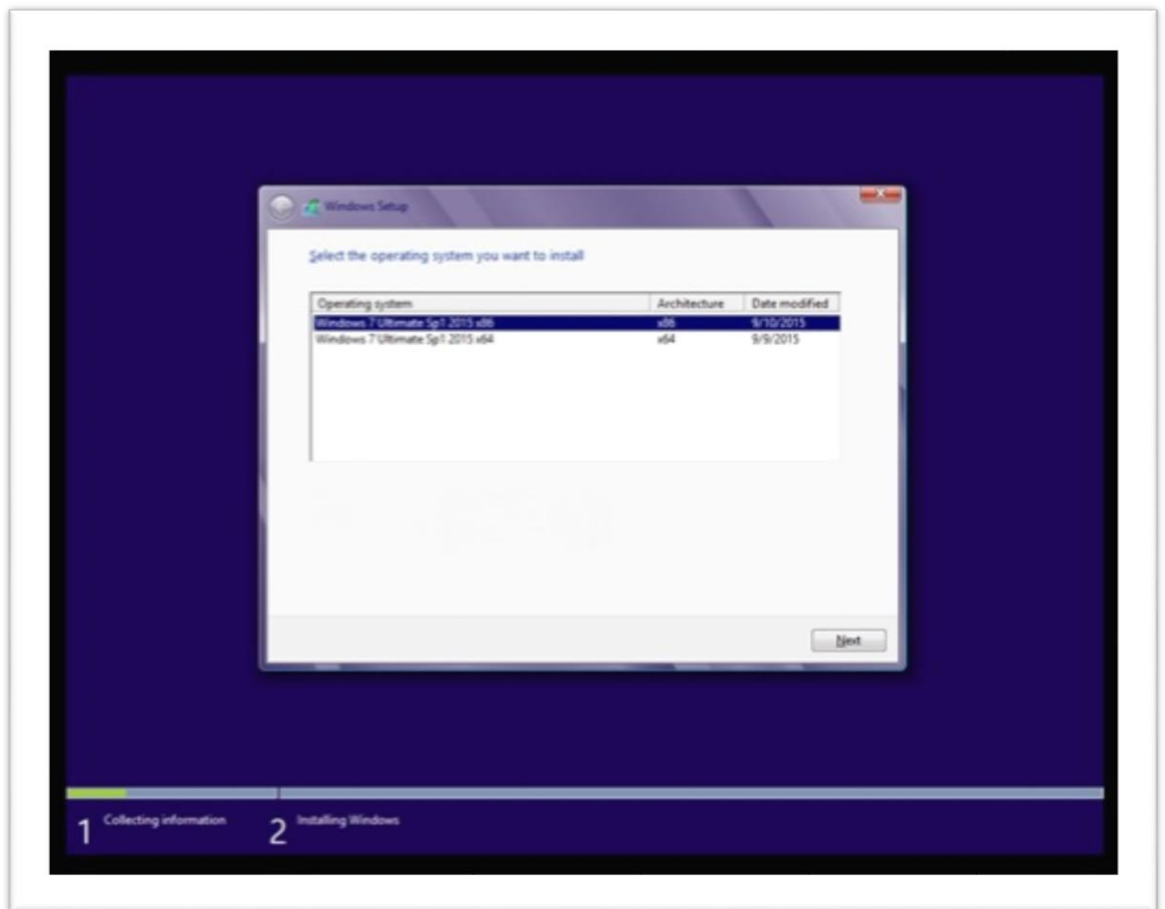 Windows Setup
Select the operating system you want to install
Operating system Architecture Date modified
Windows 7 Ultimate Sp1 2015 x86 x86 9/10/2015
Windows 7 Ultimate Sp1 2015 x64 x64 9/9/2015
Next
1 Collecting information 2 Installing Windows